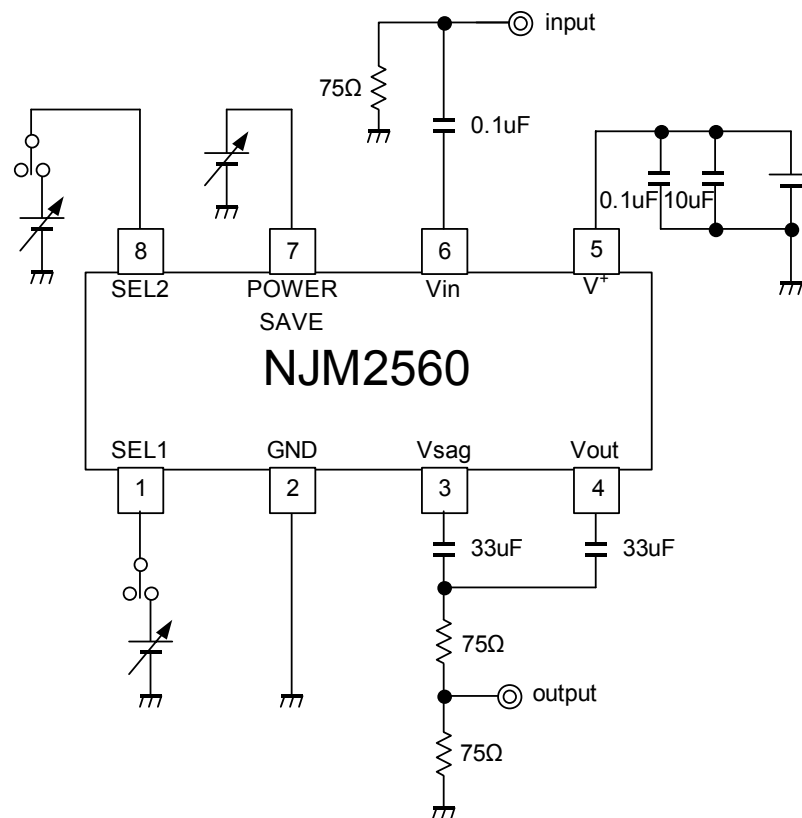 input
75Ω
0.1uF
0.1uF 10uF
8 7 6 5
SEL2 POWER SAVE Vin V⁺
NJM2560
SEL1 GND Vsag Vout
1 2 3 4
33uF 33uF
75Ω
output
75Ω